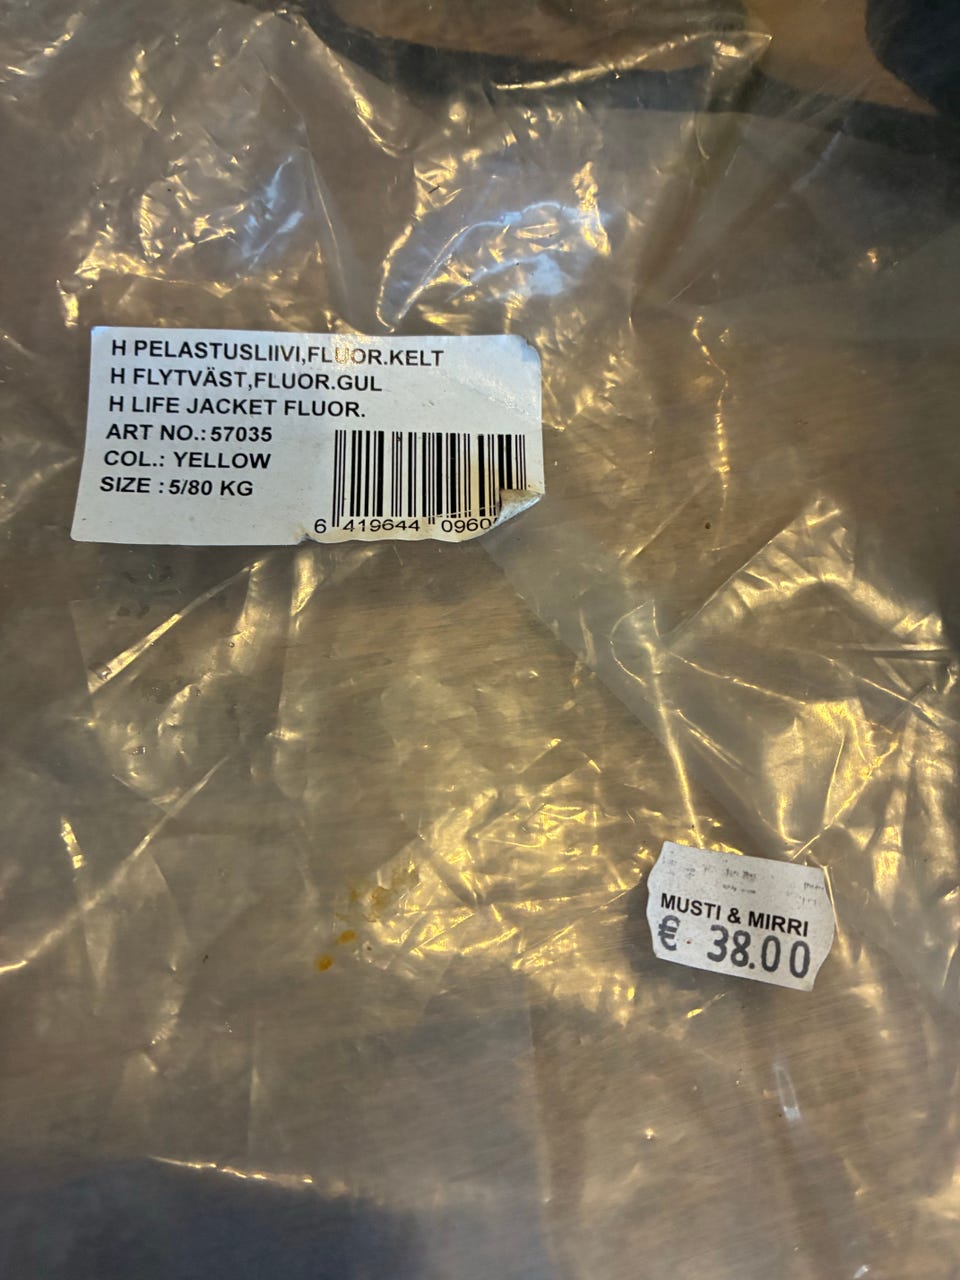 H PELASTUSLIIVI,FLUOR.KELT
H FLYTVÄST,FLUOR.GUL
H LIFE JACKET FLUOR.
ART NO.: 57035
COL.: YELLOW
SIZE : 5/80 KG
6 419644 0960
MUSTI & MIRRI
€ 38.00